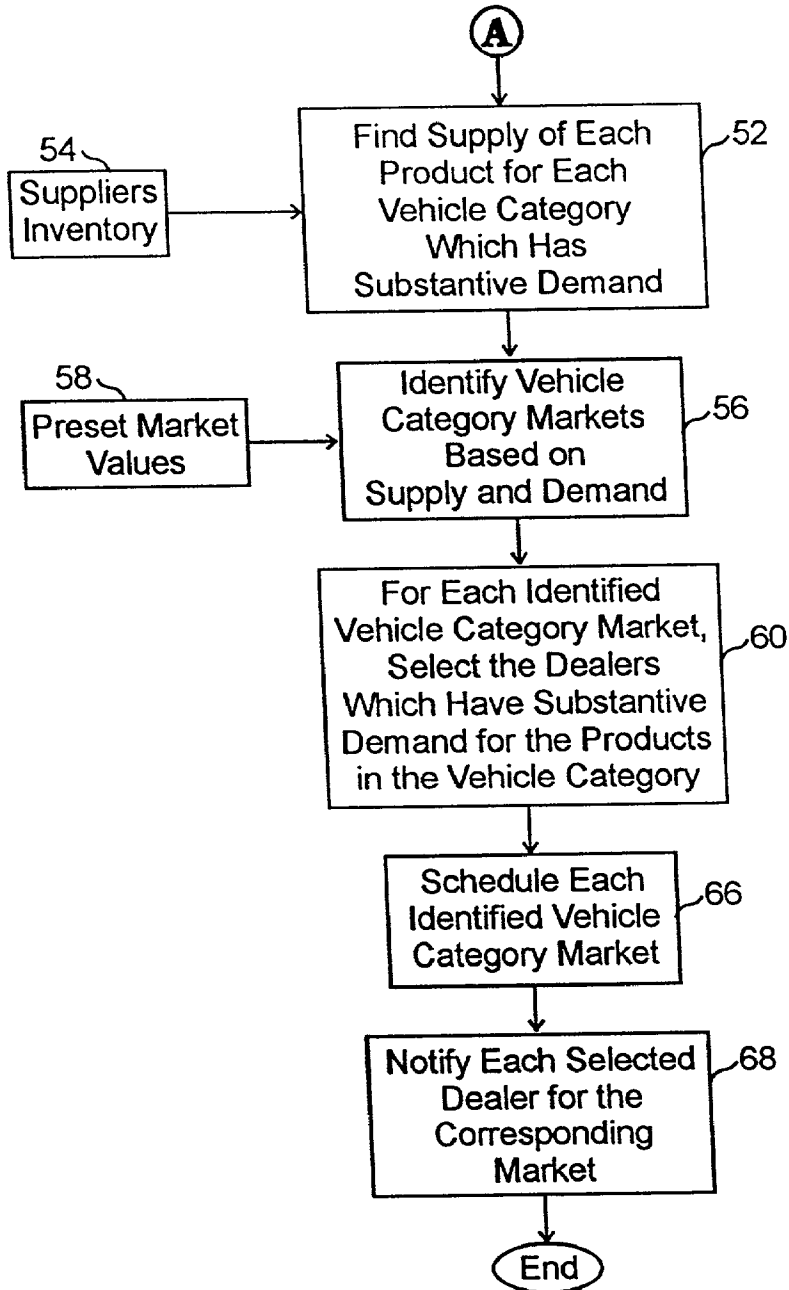 A
54
Suppliers
Inventory
Find Supply of Each
Product for Each
Vehicle Category
Which Has
Substantive Demand
52
58
Preset Market
Values
Identify Vehicle
Category Markets
Based on
Supply and Demand
56
For Each Identified
Vehicle Category Market,
Select the Dealers
Which Have Substantive
Demand for the Products
in the Vehicle Category
60
Schedule Each
Identified Vehicle
Category Market
66
Notify Each Selected
Dealer for the
Corresponding
Market
68
End